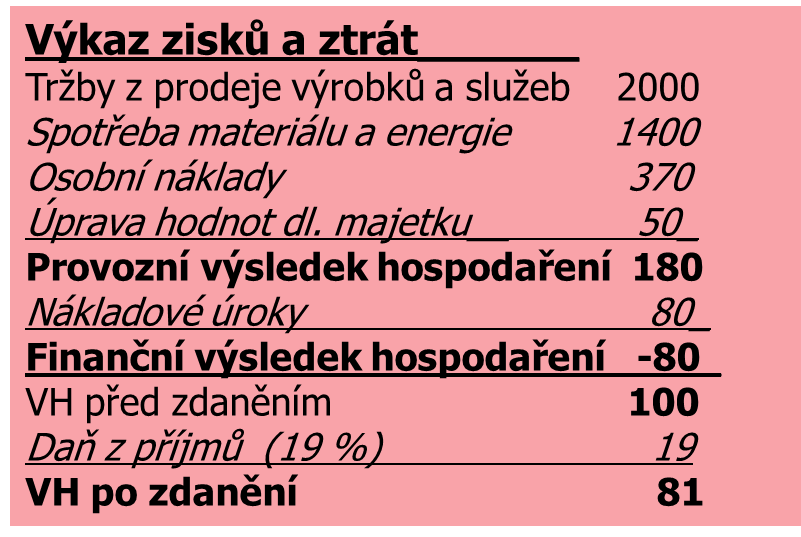 Výkaz zisků a ztrát
Tržby z prodeje výrobků a služeb 2000
Spotřeba materiálu a energie 1400
Osobní náklady 370
Úprava hodnot dl. majetku 50
Provozní výsledek hospodaření 180
Nákladové úroky 80
Finanční výsledek hospodaření -80
VH před zdaněním 100
Daň z příjmů (19 %) 19
VH po zdanění 81